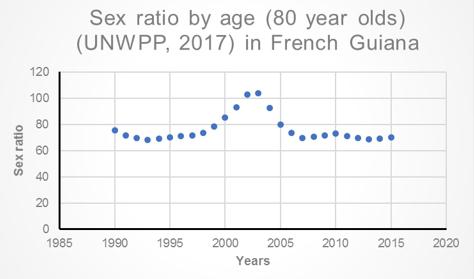 Sex ratio by age (80 year olds)
(UNWPP, 2017) in French Guiana
120
100
80
60
40
20
0
Sex ratio
1985 1990 1995 2000 2005 2010 2015 2020
Years